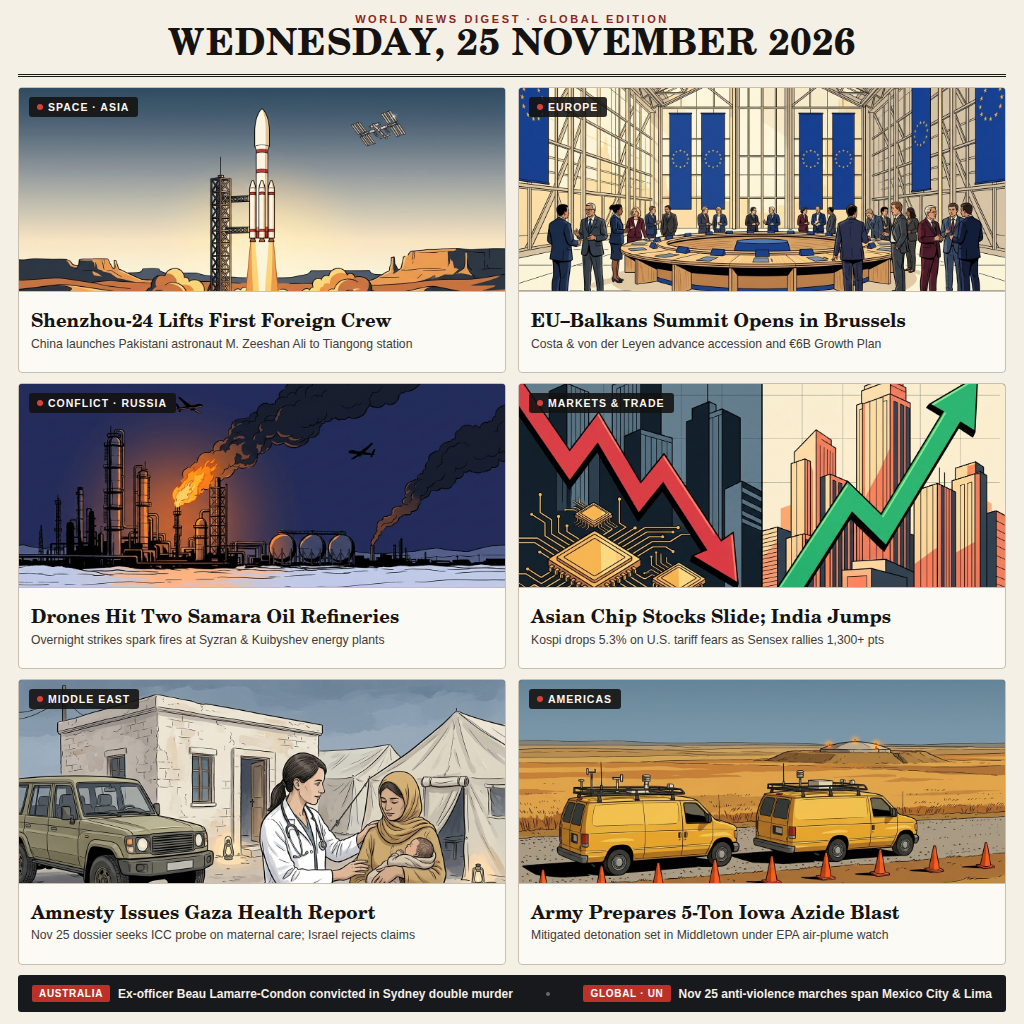 WORLD NEWS DIGEST · GLOBAL EDITION
WEDNESDAY, 25 NOVEMBER 2026
SPACE · ASIA
Shenzhou-24 Lifts First Foreign Crew
China launches Pakistani astronaut M. Zeeshan Ali to Tiangong station
EUROPE
EU–Balkans Summit Opens in Brussels
Costa & von der Leyen advance accession and €6B Growth Plan
CONFLICT · RUSSIA
Drones Hit Two Samara Oil Refineries
Overnight strikes spark fires at Syzran & Kuibyshev energy plants
MARKETS & TRADE
Asian Chip Stocks Slide; India Jumps
Kospi drops 5.3% on U.S. tariff fears as Sensex rallies 1,300+ pts
MIDDLE EAST
Amnesty Issues Gaza Health Report
Nov 25 dossier seeks ICC probe on maternal care; Israel rejects claims
AMERICAS
Army Prepares 5-Ton Iowa Azide Blast
Mitigated detonation set in Middletown under EPA air-plume watch
AUSTRALIA Ex-officer Beau Lamarre-Condon convicted in Sydney double murder • GLOBAL · UN Nov 25 anti-violence marches span Mexico City & Lima